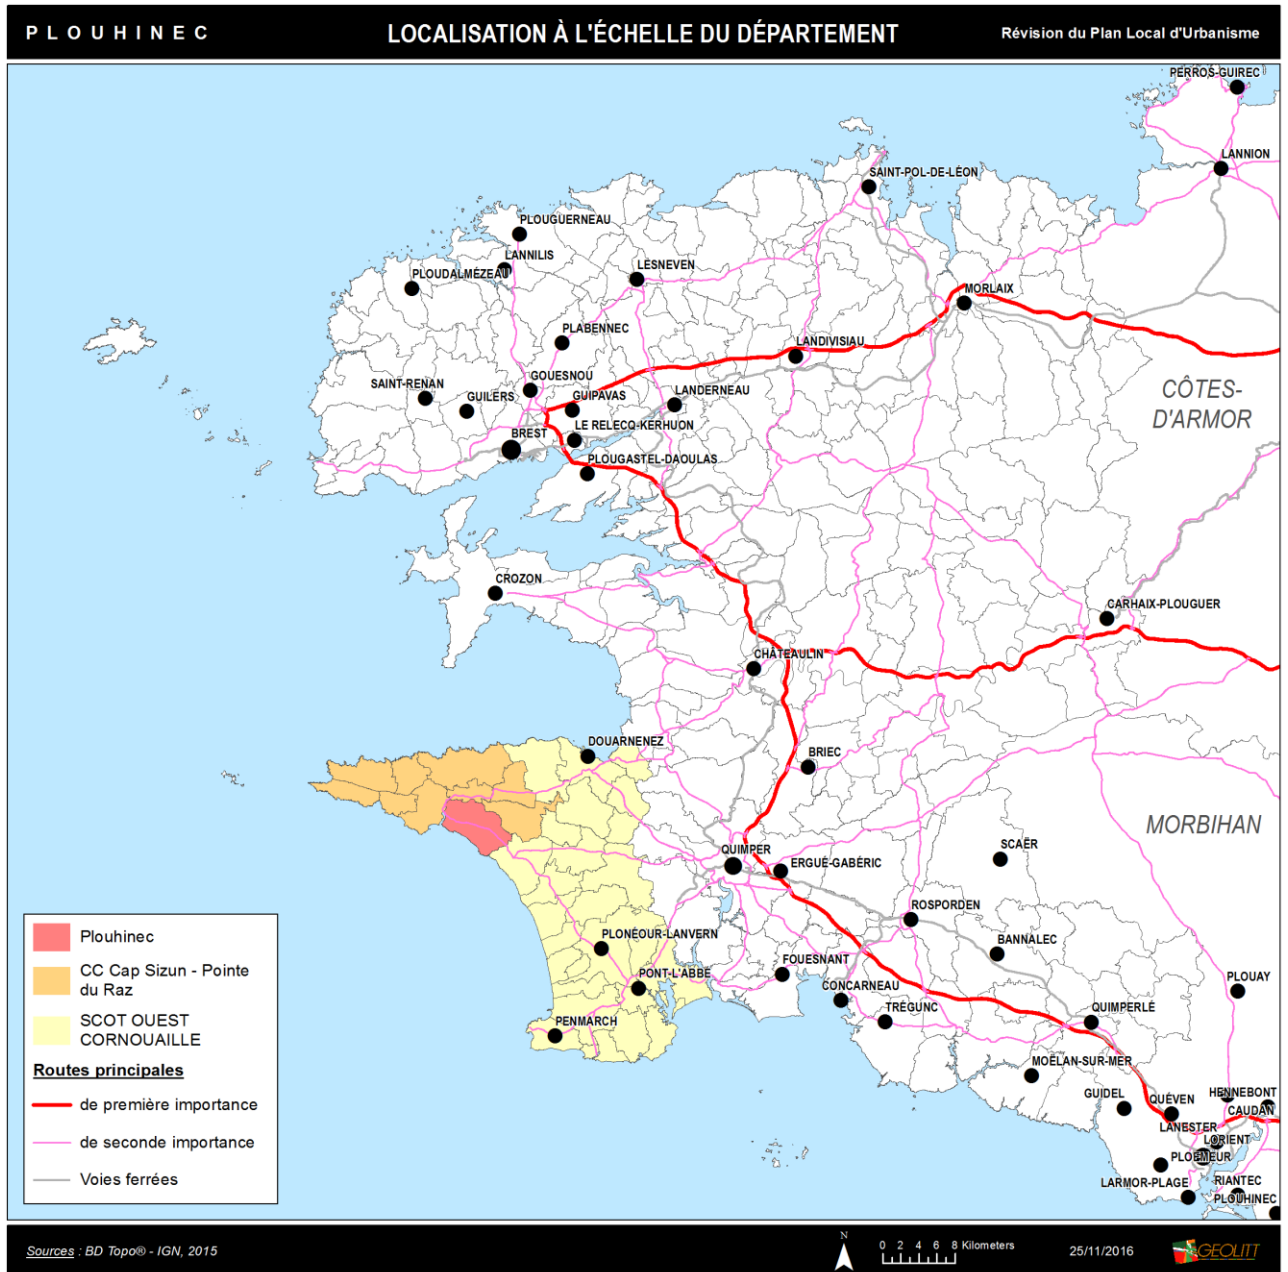 PLOUHINEC
LOCALISATION À L'ÉCHELLE DU DÉPARTEMENT
Révision du Plan Local d'Urbanisme
PERROS-GUIREC
LANNION
SAINT-POL-DE-LÉON
PLOUGUERNEAU
LANNILIS
LESNEVEN
PLOUDALMÉZEAU
MORLAIX
PLABENNEC
LANDIVISIAU
GOUESNOU
SAINT-RENAN
GUILERS
GUIPAVAS
LANDERNEAU
CÔTES-
D'ARMOR
LE RELECQ-KERHUON
BREST
PLOUGASTEL-DAOULAS
CROZON
CARHAIX-PLOUGUER
CHÂTEAULIN
DOUARNENEZ
BRIEC
MORBIHAN
SCAËR
QUIMPER
ERGUÉ-GABÉRIC
ROSPORDEN
PLONÉOUR-LANVERN
BANNALEC
FOUESNANT
PONT-L'ABBÉ
PLOUAY
CONCARNEAU
TRÉGUNC
QUIMPERLÉ
PENMARCH
MOËLAN-SUR-MER
GUIDEL
QUÉVEN
HENNEBONT
CAUDAN
LANESTER
LORIENT
PLOEMEUR
LARMOR-PLAGE
RIANTEC
PLOUHINEC
Plouhinec
CC Cap Sizun - Pointe
du Raz
SCOT OUEST
CORNOUAILLE
Routes principales
de première importance
de seconde importance
Voies ferrées
Sources : BD Topo® - IGN, 2015
N
0 2 4 6 8 Kilometers
25/11/2016
GEOLITT